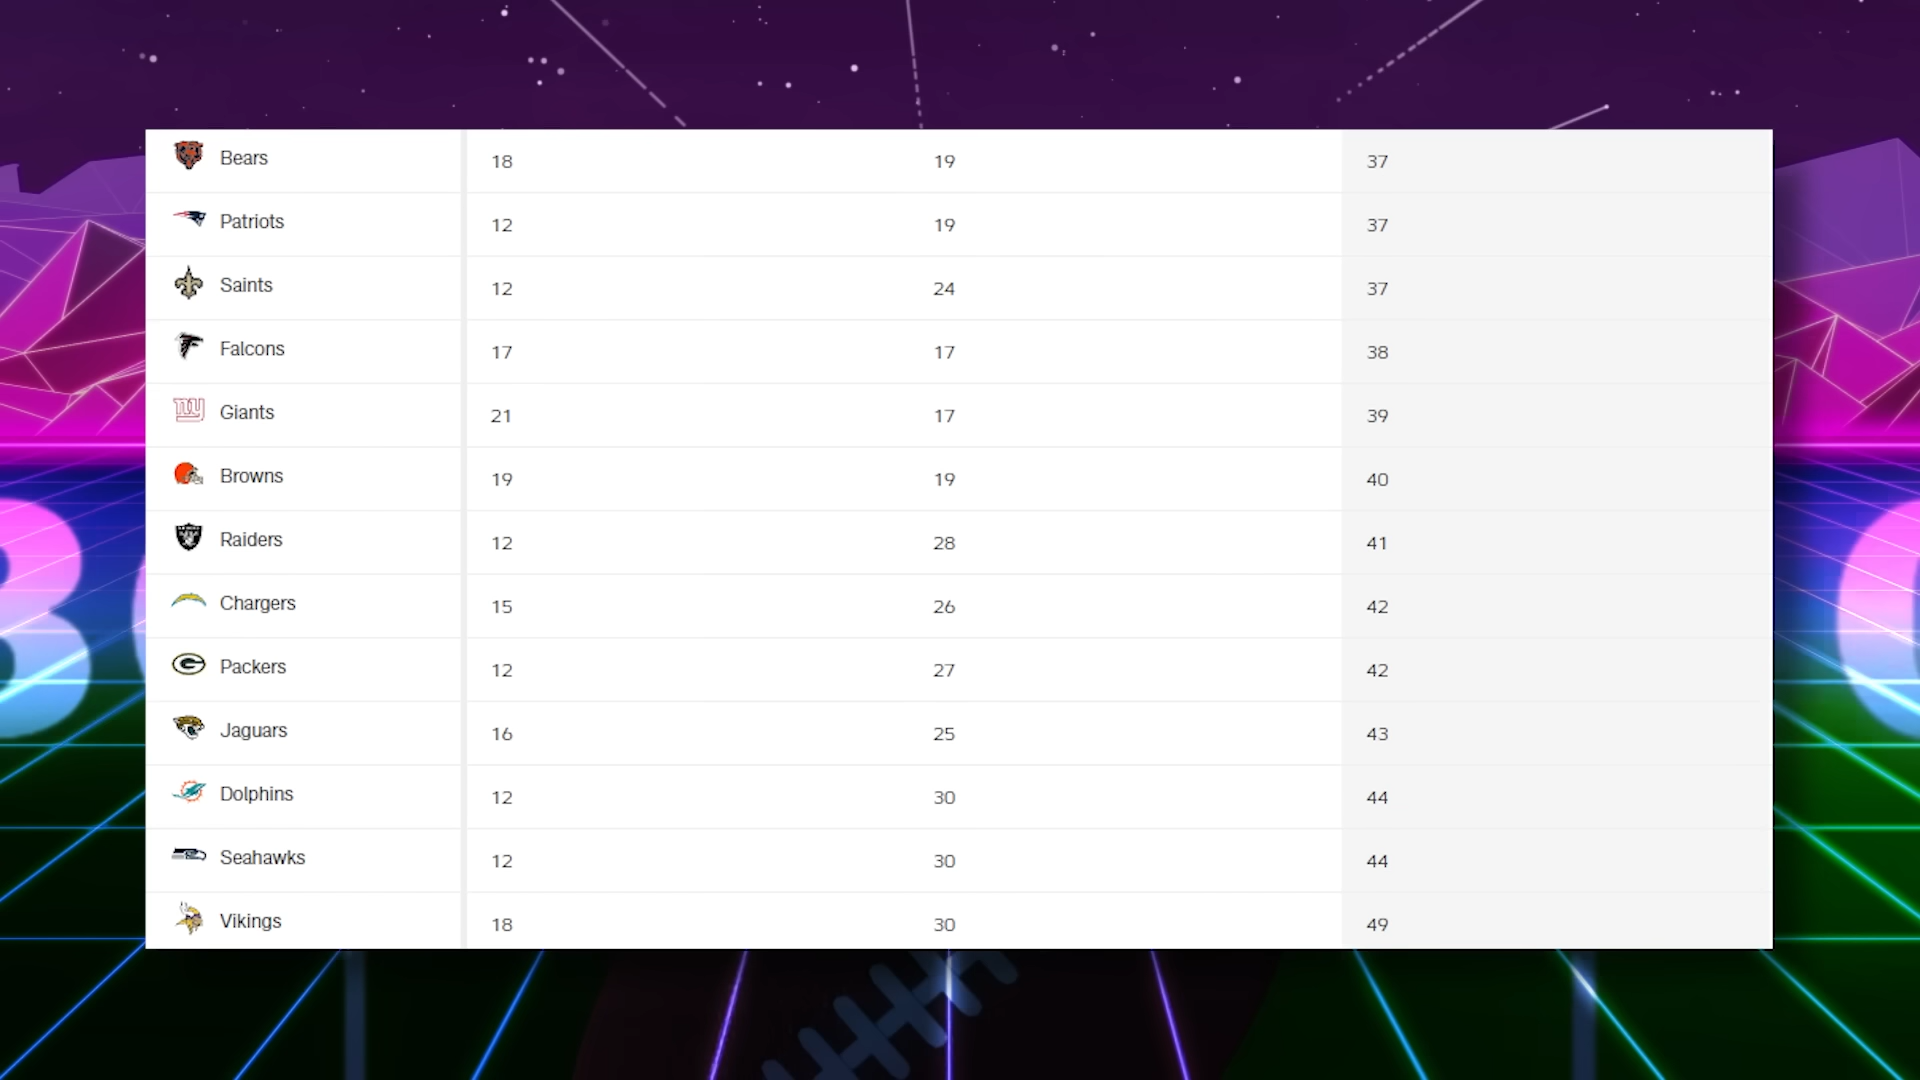 Bears 18 19 37
Patriots 12 19 37
Saints 12 24 37
Falcons 17 17 38
Giants 21 17 39
Browns 19 19 40
Raiders 12 28 41
Chargers 15 26 42
Packers 12 27 42
Jaguars 16 25 43
Dolphins 12 30 44
Seahawks 12 30 44
Vikings 18 30 49